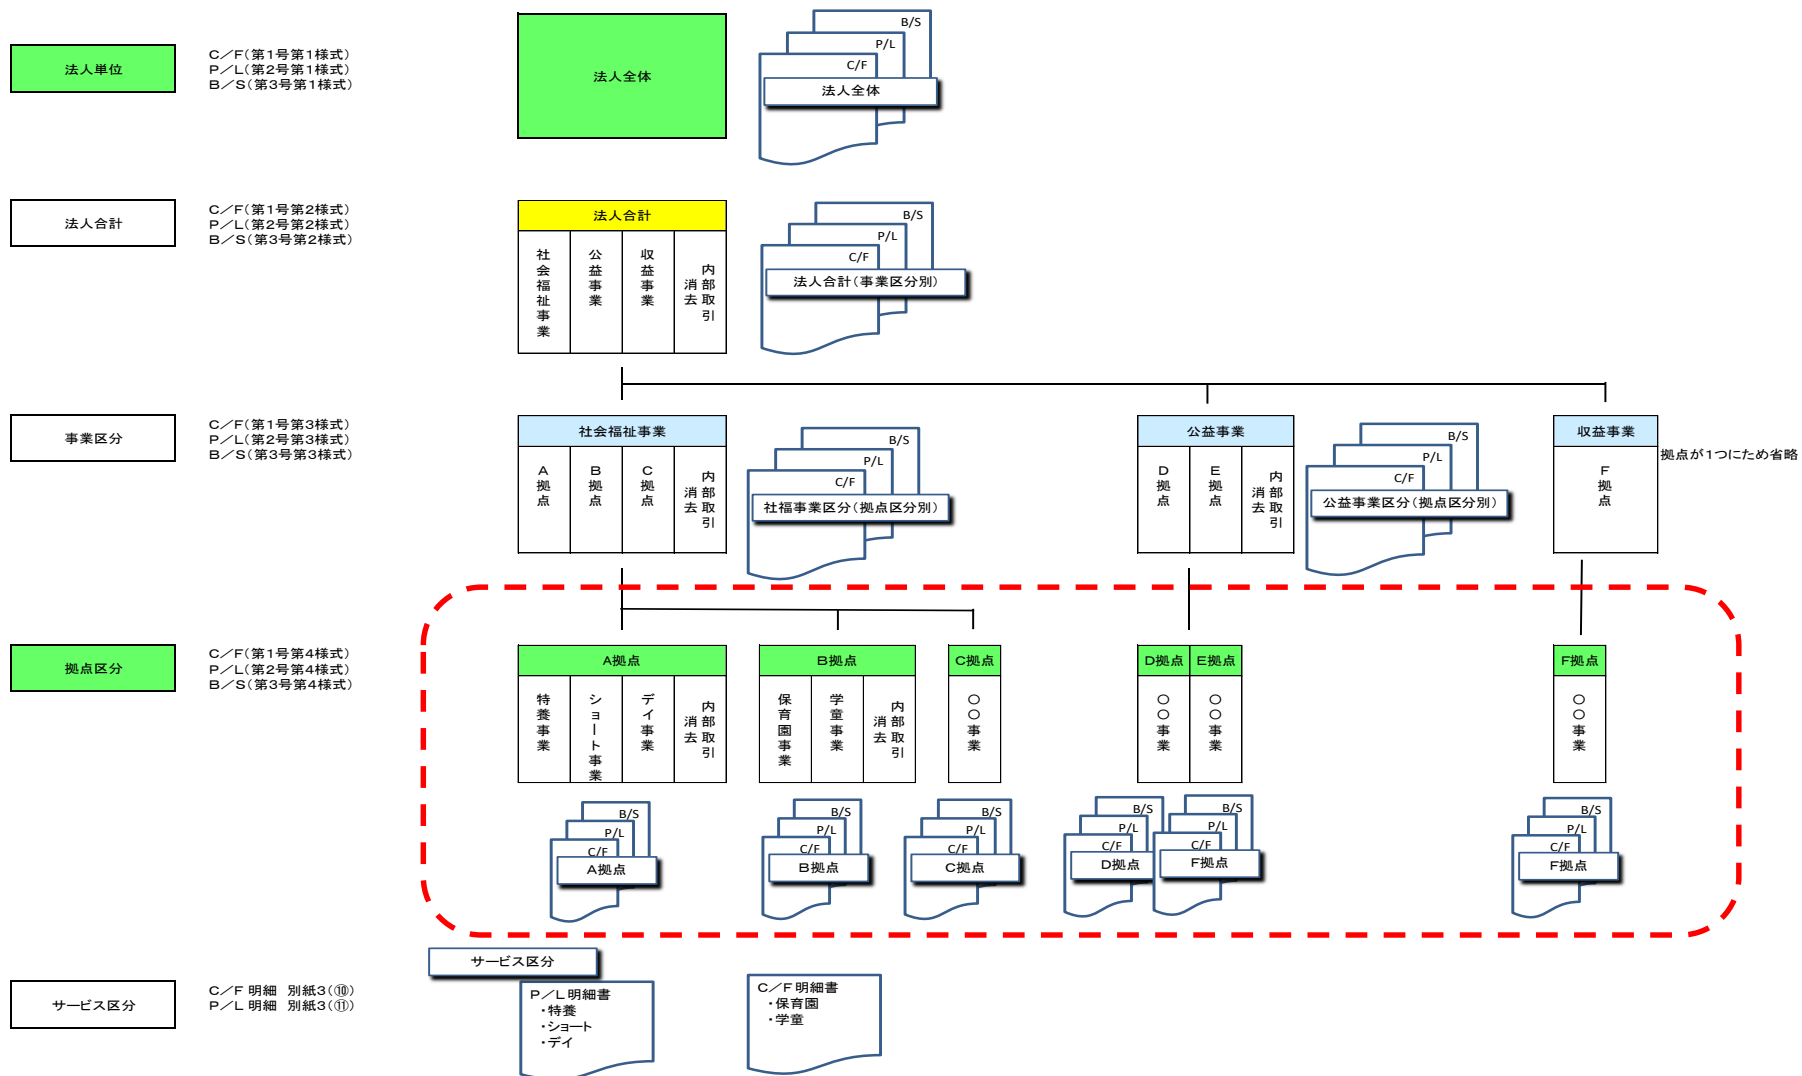 法人単位
C／F(第1号第1様式)
P／L(第2号第1様式)
B／S(第3号第1様式)
法人全体
B/S
P/L
C/F
法人全体
法人合計
C／F(第1号第2様式)
P／L(第2号第2様式)
B／S(第3号第2様式)
法人合計
社会福祉事業
公益事業
収益事業
内部取引
消去
B/S
P/L
C/F
法人合計(事業区分別)
事業区分
C／F(第1号第3様式)
P／L(第2号第3様式)
B／S(第3号第3様式)
社会福祉事業
A拠点
B拠点
C拠点
内部取引
消去
B/S
P/L
C/F
社福事業区分(拠点区分別)
公益事業
D拠点
E拠点
内部取引
消去
B/S
P/L
C/F
公益事業区分(拠点区分別)
収益事業
F拠点
拠点が1つにため省略
拠点区分
C／F(第1号第4様式)
P／L(第2号第4様式)
B／S(第3号第4様式)
A拠点
特養事業
ショート事業
デイ事業
内部取引
消去
B拠点
保育園事業
学童事業
内部取引
消去
C拠点
〇〇事業
D拠点
E拠点
〇〇事業
〇〇事業
F拠点
〇〇事業
B/S
P/L
C/F
A拠点
B/S
P/L
C/F
B拠点
B/S
P/L
C/F
C拠点
B/S
P/L
C/F
D拠点
B/S
P/L
C/F
F拠点
B/S
P/L
C/F
F拠点
サービス区分
サービス区分
C／F 明細 別紙3(⑩)
P／L 明細 別紙3(⑪)
P／L 明細書
・特養
・ショート
・デイ
C／F 明細書
・保育園
・学童